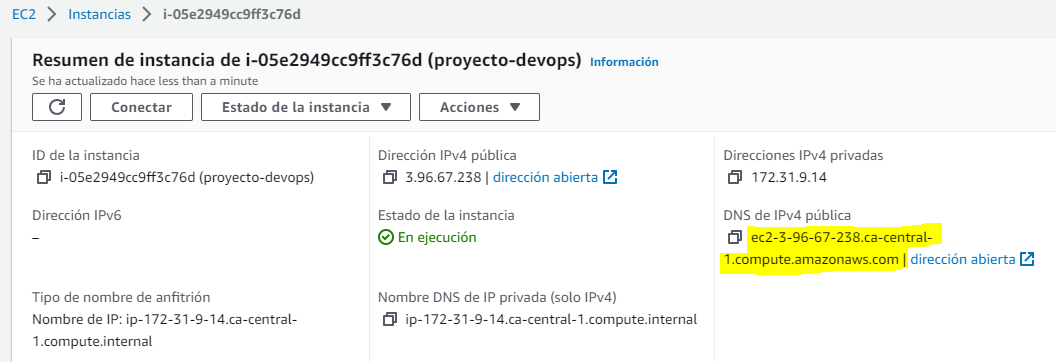 EC2 > Instancias > i-05e2949cc9ff3c76d
Resumen de instancia de i-05e2949cc9ff3c76d (proyecto-devops) Información
Se ha actualizado hace less than a minute
Conectar Estado de la instancia Acciones
ID de la instancia
i-05e2949cc9ff3c76d (proyecto-devops)
Dirección IPv4 pública
3.96.67.238 | dirección abierta
Direcciones IPv4 privadas
172.31.9.14
Dirección IPv6
–
Estado de la instancia
En ejecución
DNS de IPv4 pública
ec2-3-96-67-238.ca-central-
1.compute.amazonaws.com | dirección abierta
Tipo de nombre de anfitrión
Nombre de IP: ip-172-31-9-14.ca-central-
1.compute.internal
Nombre DNS de IP privada (solo IPv4)
ip-172-31-9-14.ca-central-1.compute.internal